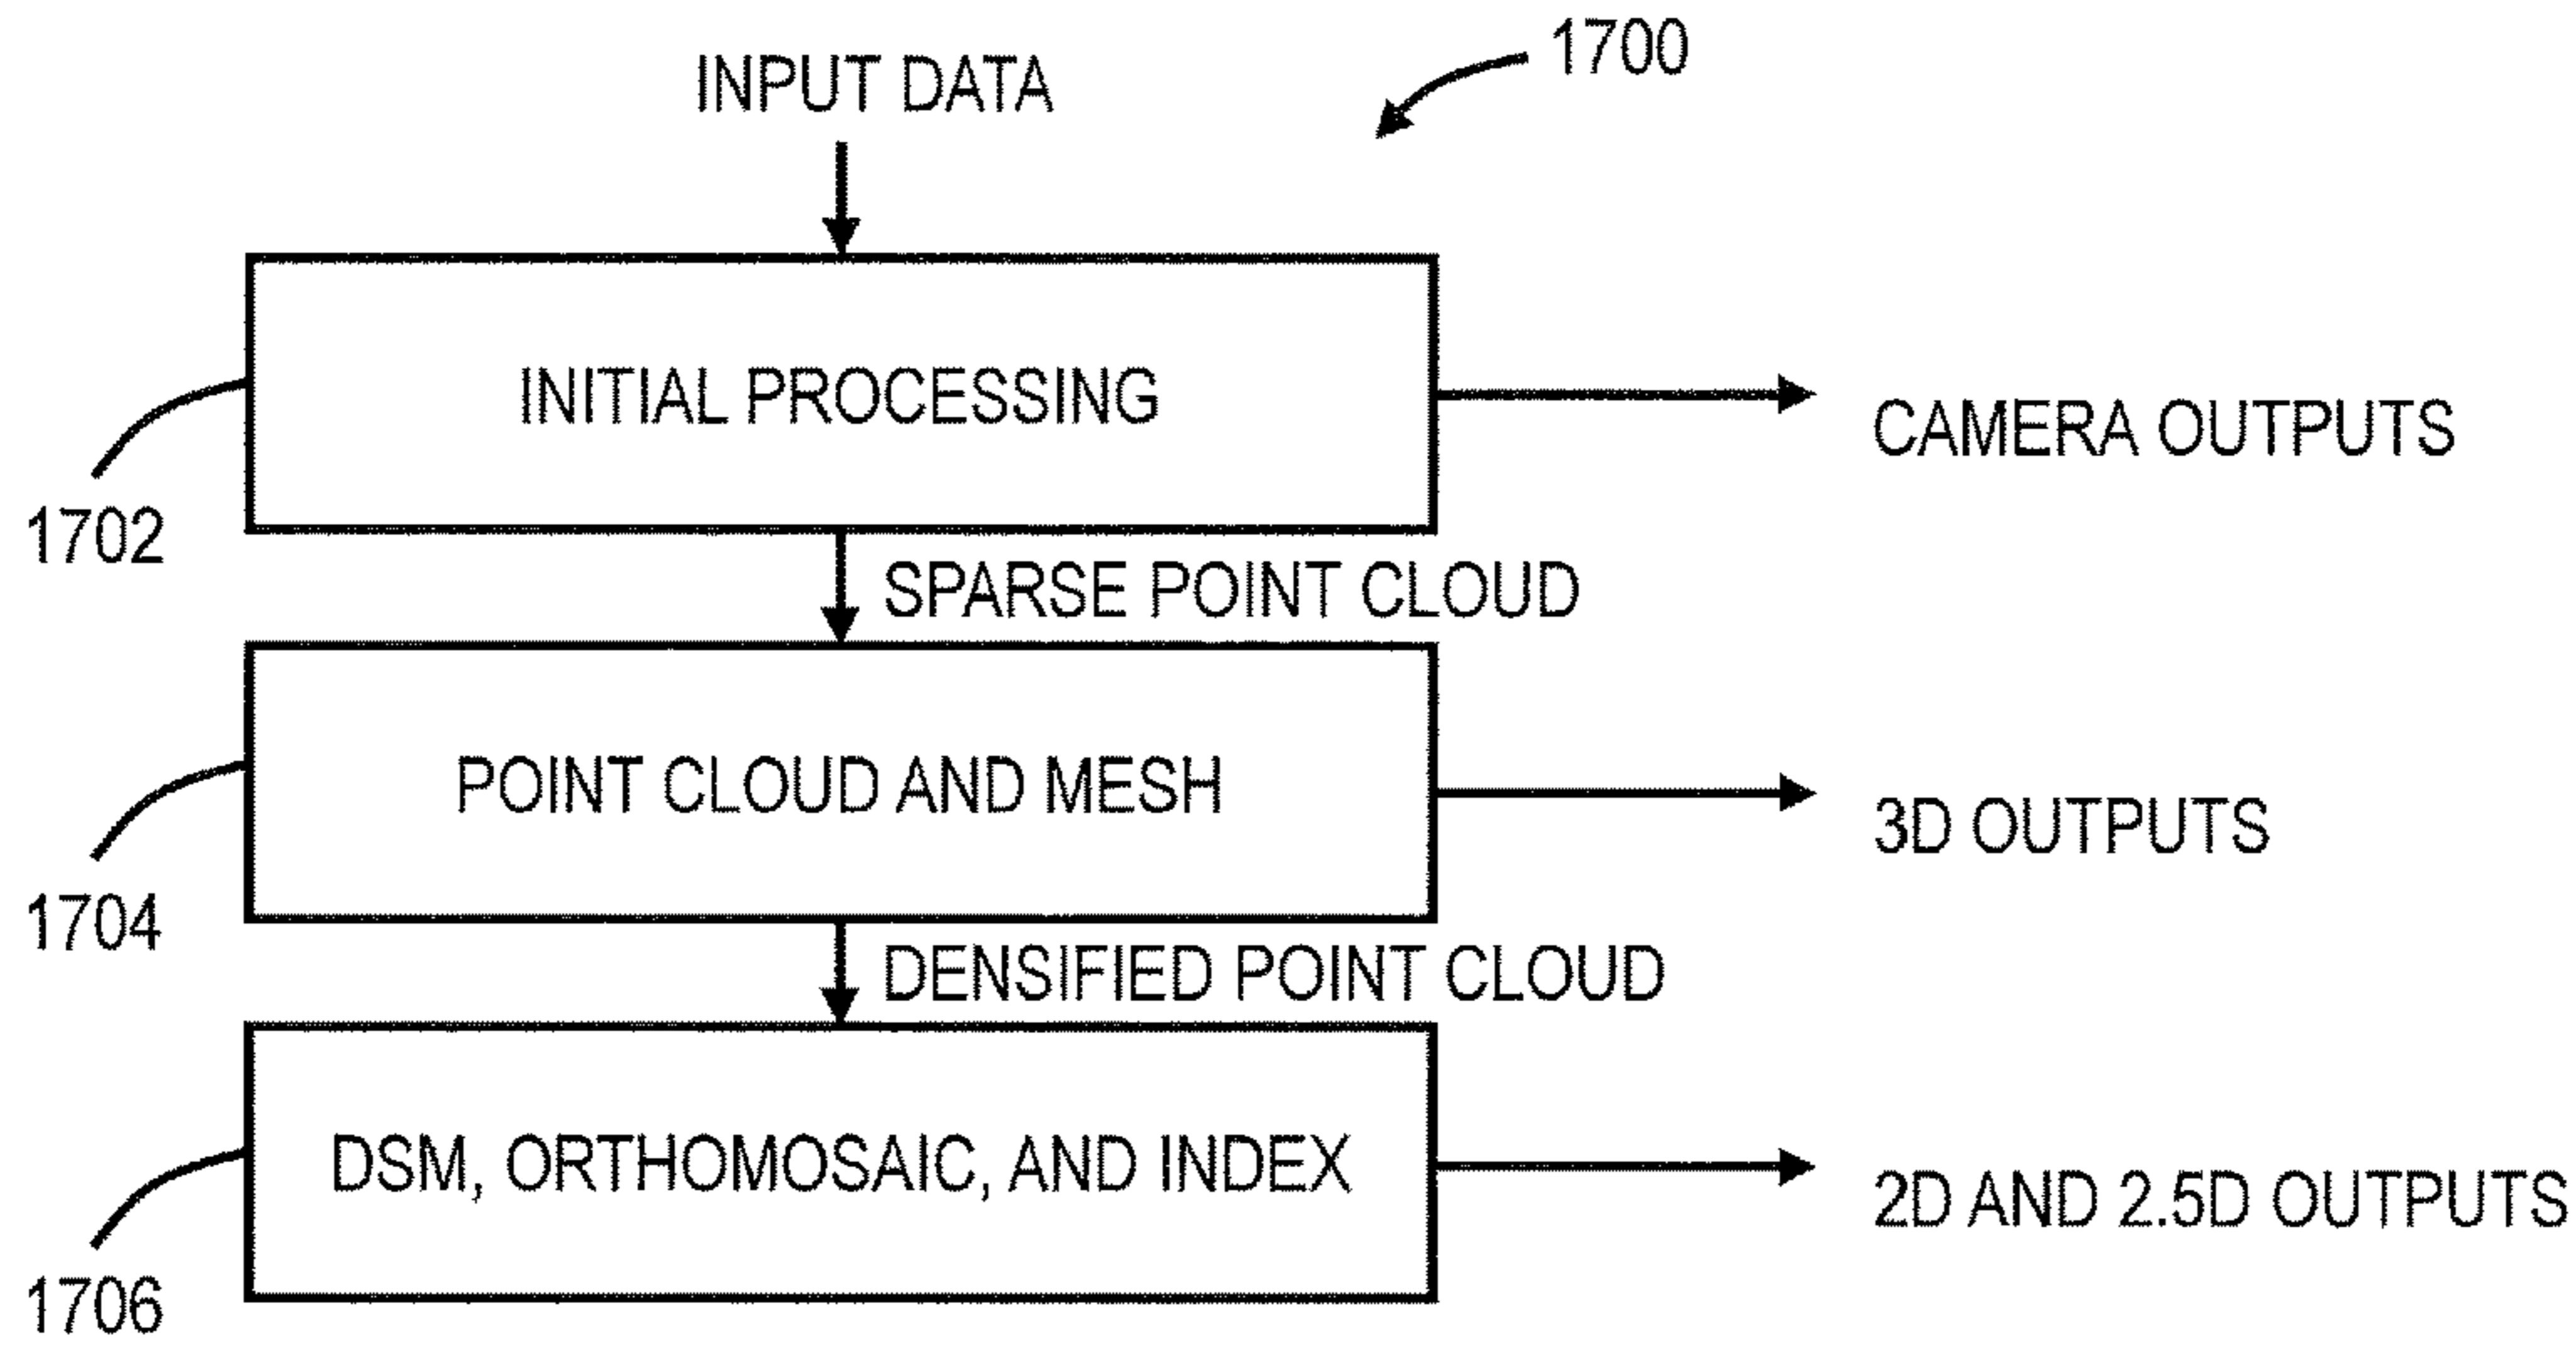 1700
INPUT DATA
INITIAL PROCESSING
CAMERA OUTPUTS
1702
SPARSE POINT CLOUD
POINT CLOUD AND MESH
3D OUTPUTS
1704
DENSIFIED POINT CLOUD
DSM, ORTHOMOSAIC, AND INDEX
2D AND 2.5D OUTPUTS
1706